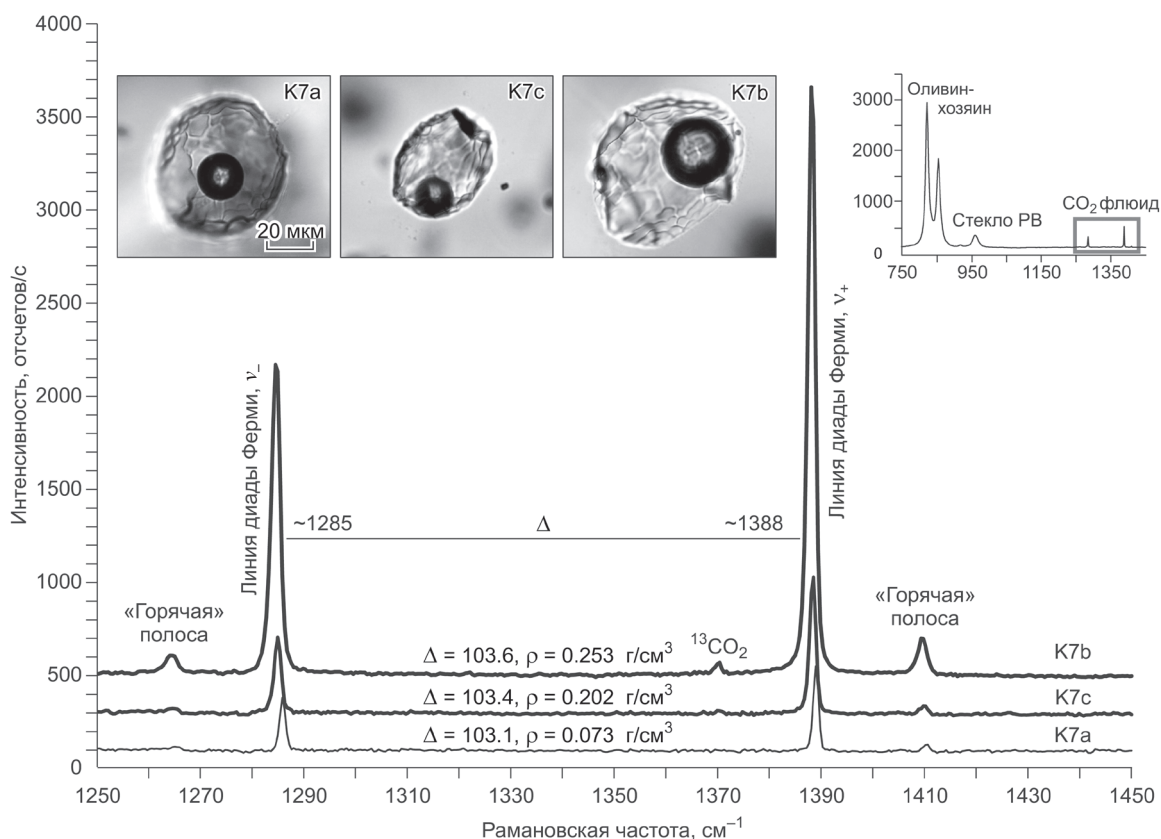 4000
3500
3000
2500
2000
1500
1000
500
0
Интенсивность, отсчетов/с
K7a
20 мкм
K7c
K7b
3000
2000
1000
0
Оливин-
хозяин
Стекло РВ
CO₂ флюид
750
950
1150
1350
Линия диады Ферми, ν₋
Линия диады Ферми, ν₊
~1285
Δ
~1388
«Горячая»
полоса
¹³CO₂
«Горячая»
полоса
Δ = 103.6, ρ = 0.253 г/см³
K7b
Δ = 103.4, ρ = 0.202 г/см³
K7c
Δ = 103.1, ρ = 0.073 г/см³
K7a
1250
1270
1290
1310
1330
1350
1370
1390
1410
1430
1450
Рамановская частота, см⁻¹